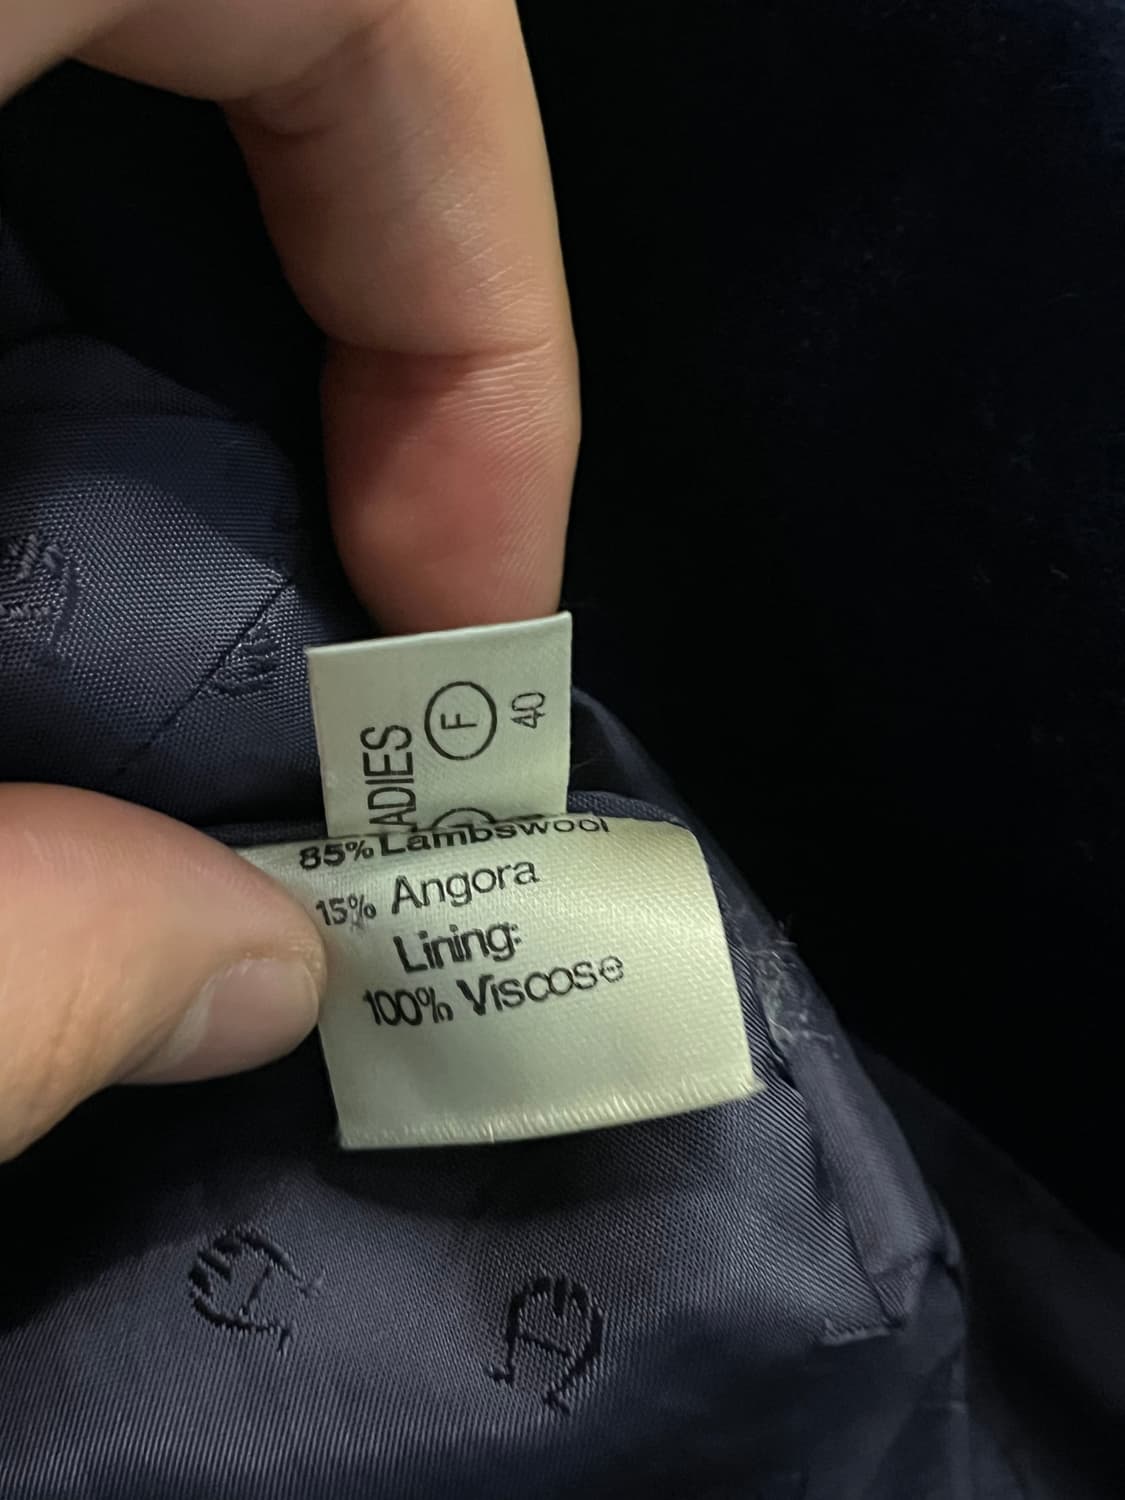 ADIES
F
40
85% Lambswool
15% Angora
Lining:
100% Viscose